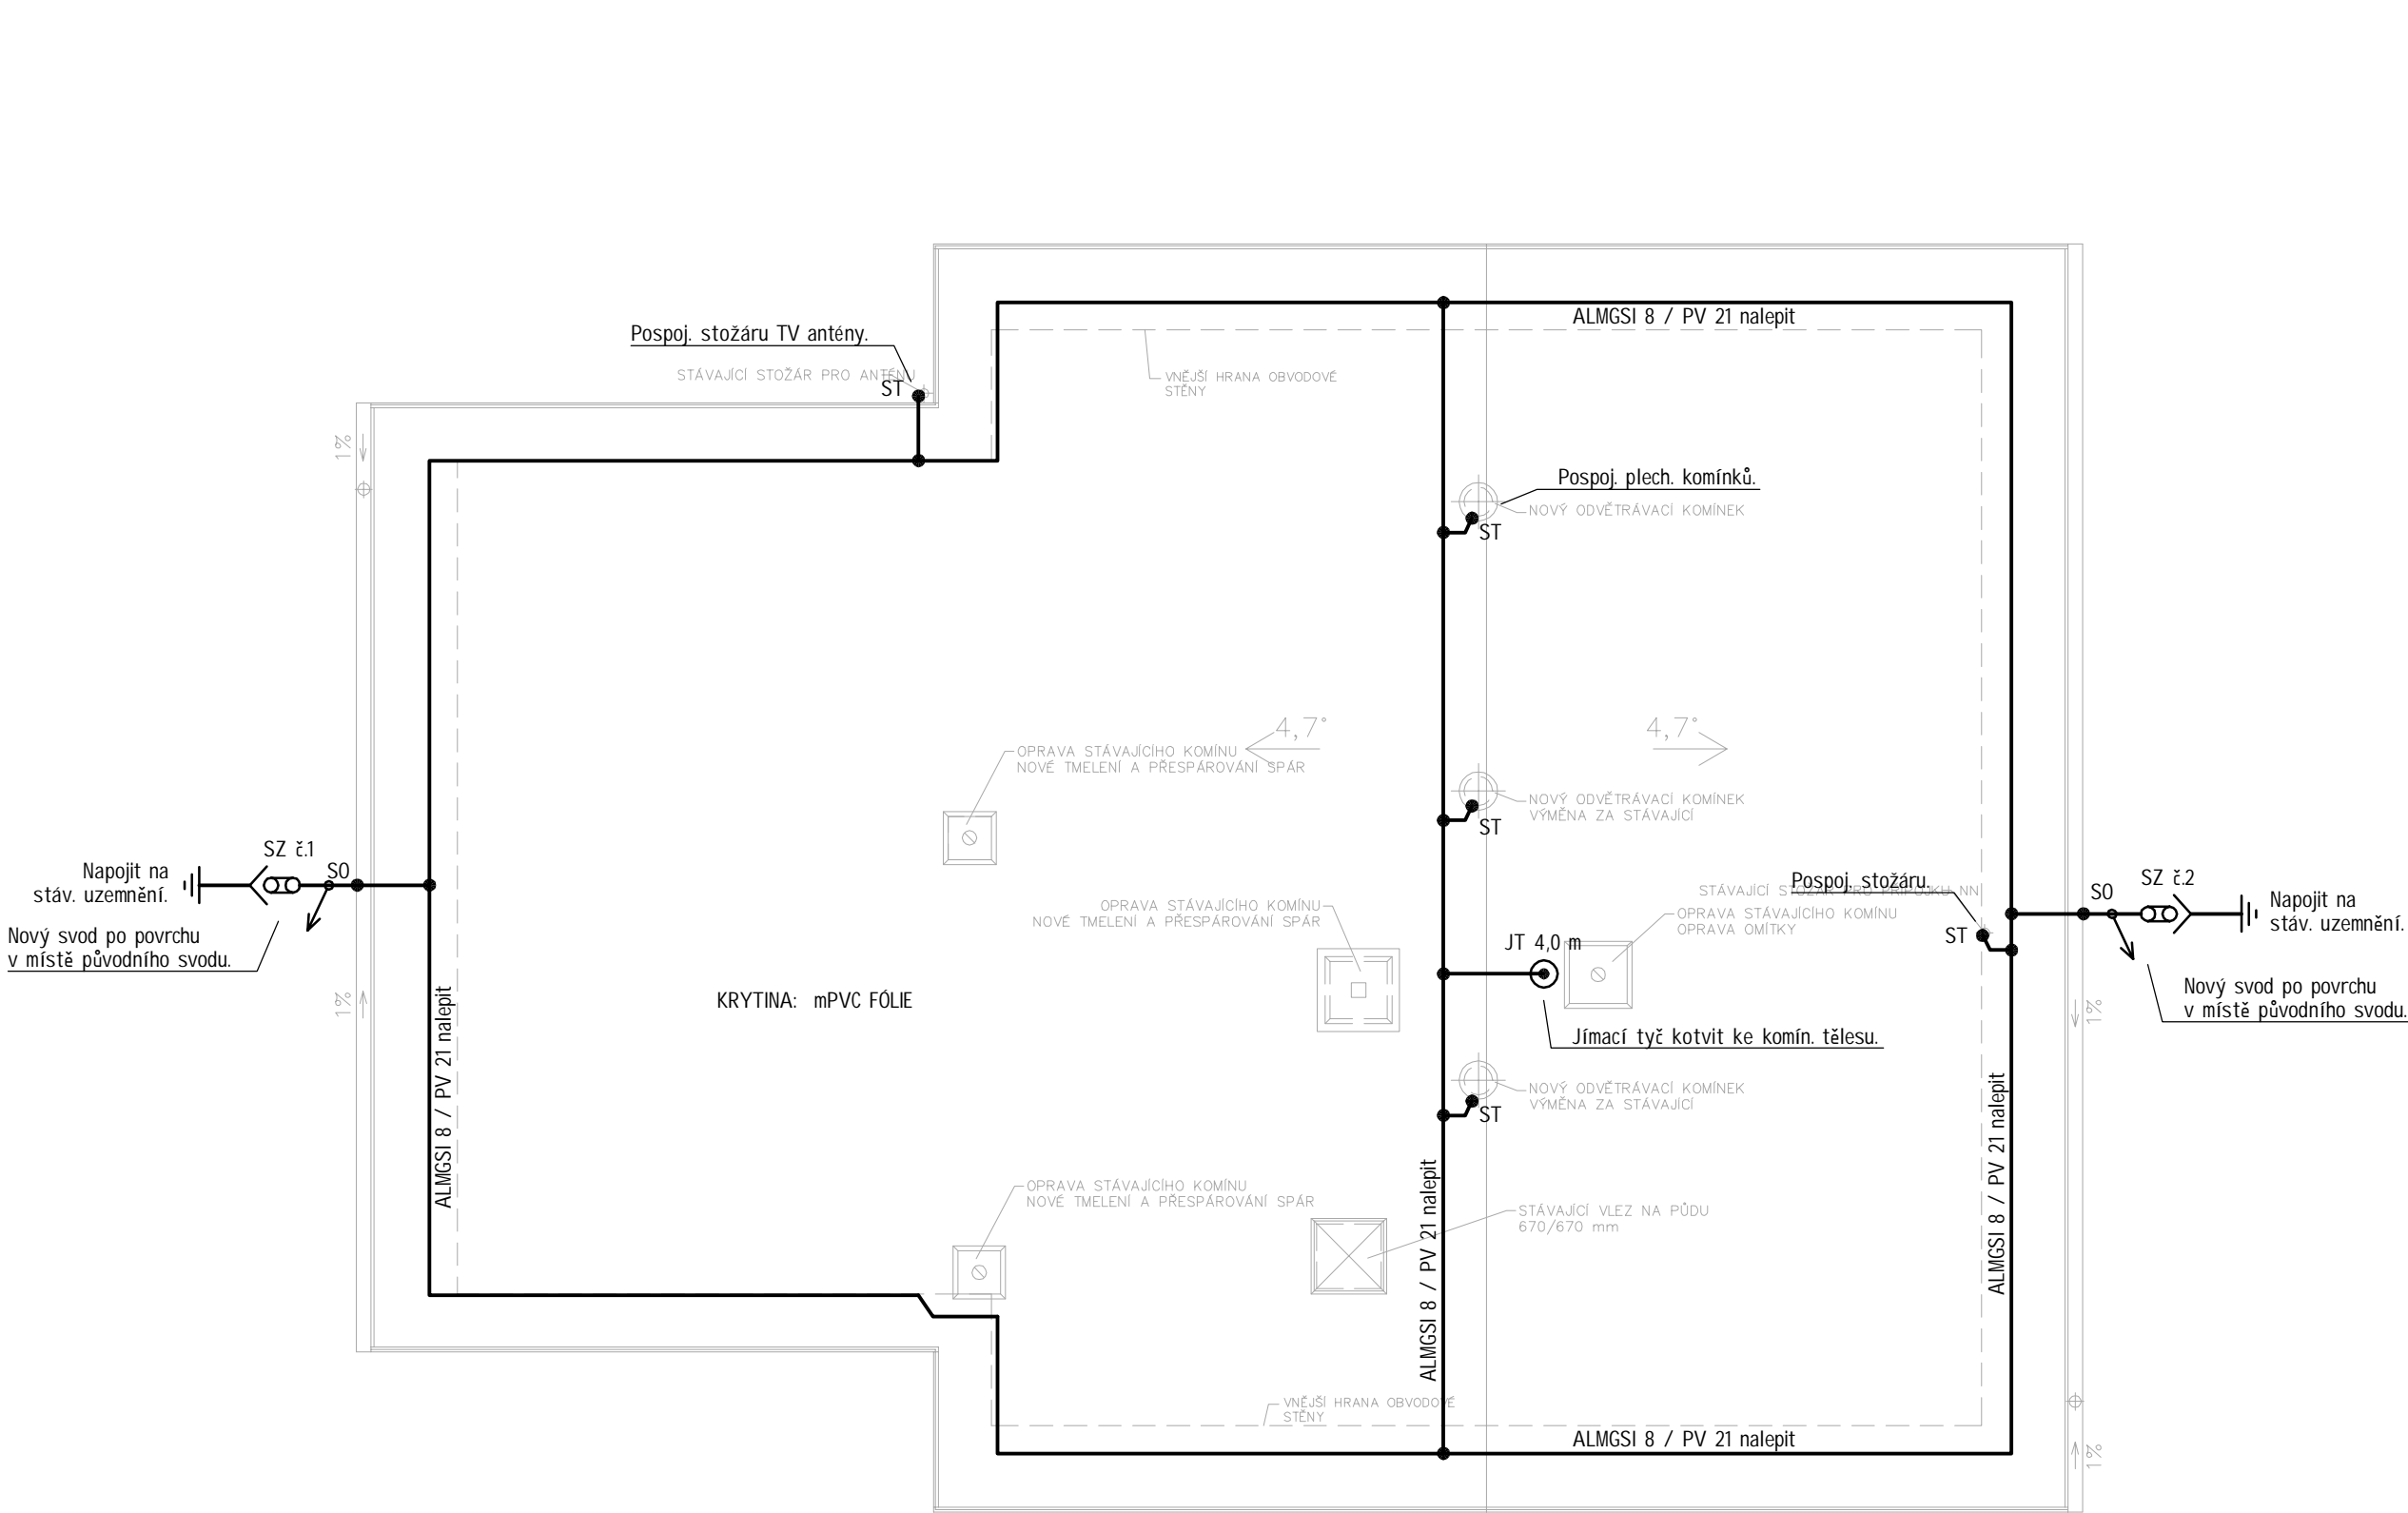 ALMGSI 8 / PV 21 nalepit
Pospoj. stožáru TV antény.
STÁVAJÍCÍ STOŽÁR PRO ANTÉNU
ST
VNĚJŠÍ HRANA OBVODOVÉ
STĚNY
1%
Pospoj. plech. komínků.
NOVÝ ODVĚTRÁVACÍ KOMÍNEK
ST
4,7°
4,7°
OPRAVA STÁVAJÍCÍHO KOMÍNU
NOVÉ TMELENÍ A PŘESPÁROVÁNÍ SPÁR
NOVÝ ODVĚTRÁVACÍ KOMÍNEK
VÝMĚNA ZA STÁVAJÍCÍ
ST
SZ č.1
SO
Napojit na
stáv. uzemnění.
Nový svod po povrchu
v místě původního svodu.
OPRAVA STÁVAJÍCÍHO KOMÍNU
NOVÉ TMELENÍ A PŘESPÁROVÁNÍ SPÁR
Pospoj. stožáru.
STÁVAJÍCÍ STOŽÁR PRO PŘÍPOJKU NN
OPRAVA STÁVAJÍCÍHO KOMÍNU
OPRAVA OMÍTKY
ST
SO
SZ č.2
Napojit na
stáv. uzemnění.
Nový svod po povrchu
v místě původního svodu.
JT 4,0 m
KRYTINA: mPVC FÓLIE
1%
1%
Jímací tyč kotvit ke komín. tělesu.
ALMGSI 8 / PV 21 nalepit
NOVÝ ODVĚTRÁVACÍ KOMÍNEK
VÝMĚNA ZA STÁVAJÍCÍ
ST
ALMGSI 8 / PV 21 nalepit
ALMGSI 8 / PV 21 nalepit
OPRAVA STÁVAJÍCÍHO KOMÍNU
NOVÉ TMELENÍ A PŘESPÁROVÁNÍ SPÁR
STÁVAJÍCÍ VLEZ NA PŮDU
670/670 mm
VNĚJŠÍ HRANA OBVODOVÉ
STĚNY
ALMGSI 8 / PV 21 nalepit
1%